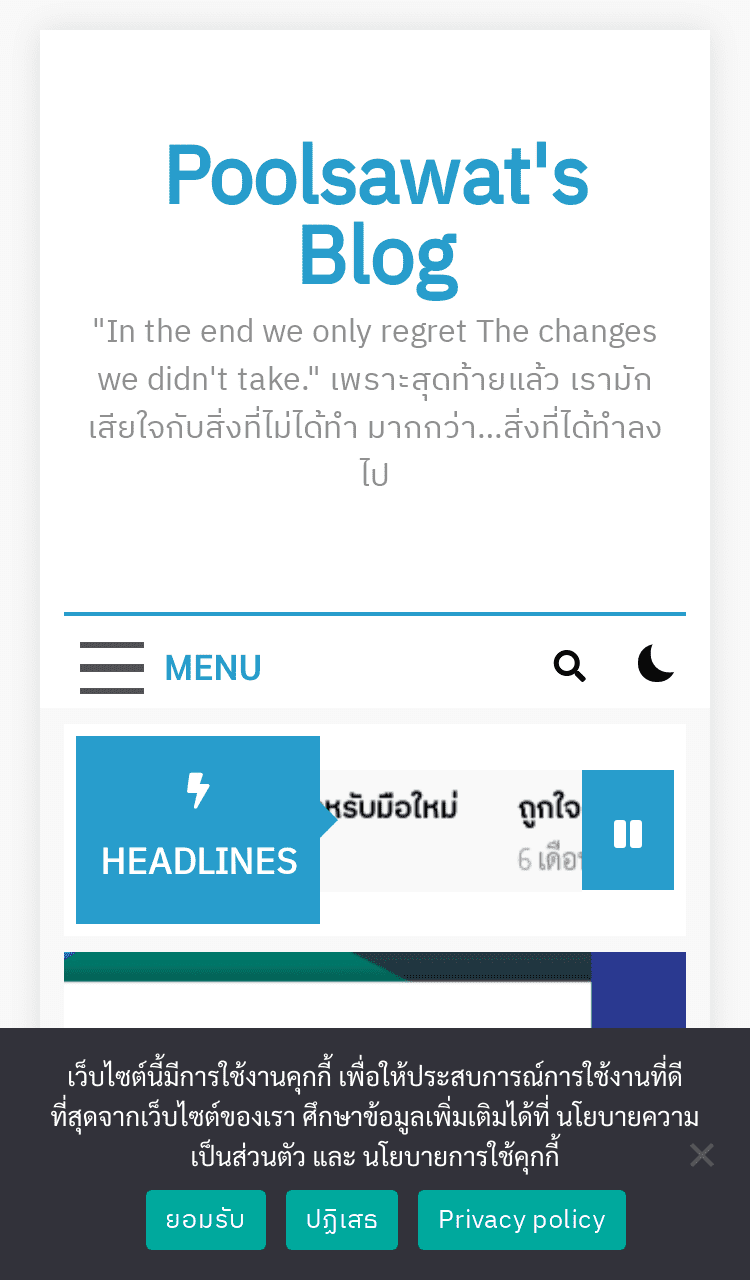 Poolsawat's
Blog
"In the end we only regret The changes
we didn't take." เพราะสุดท้ายแล้ว เรามัก
เสียใจกับสิ่งที่ไม่ได้ทำ มากกว่า...สิ่งที่ได้ทำลง
ไป
MENU
HEADLINES
หรับมือใหม่ ถูกใจ
6 เดือน
เว็บไซต์นี้มีการใช้งานคุกกี้ เพื่อให้ประสบการณ์การใช้งานที่ดี
ที่สุดจากเว็บไซต์ของเรา ศึกษาข้อมูลเพิ่มเติมได้ที่ นโยบายความ
เป็นส่วนตัว และ นโยบายการใช้คุกกี้
ยอมรับ ปฏิเสธ Privacy policy